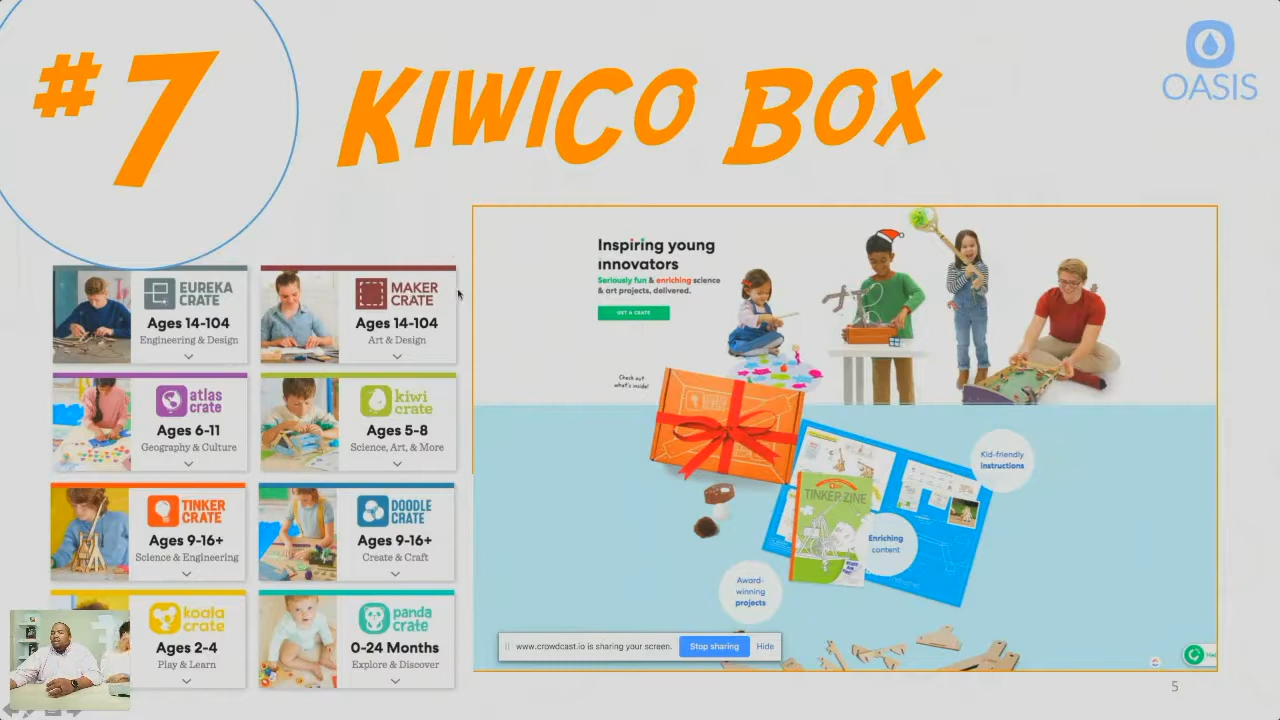 #7
KIWICO BOX
OASIS
EUREKA
CRATE
Ages 14-104
Engineering & Design
MAKER
CRATE
Ages 14-104
Art & Design
atlas
crate
Ages 6-11
Geography & Culture
kiwi
crate
Ages 5-8
Science, Art, & More
TINKER
CRATE
Ages 9-16+
Science & Engineering
DOODLE
CRATE
Ages 9-16+
Create & Craft
koala
crate
Ages 2-4
Play & Learn
panda
crate
0-24 Months
Explore & Discover
Inspiring young
innovators
Seriously fun & enriching science
& art projects, delivered.
GET A CRATE
Check out
what's inside!
TINKER ZINE
Kid-friendly
instructions
Enriching
content
Award-
winning
projects
www.crowdcast.io is sharing your screen.
Stop sharing
Hide
5